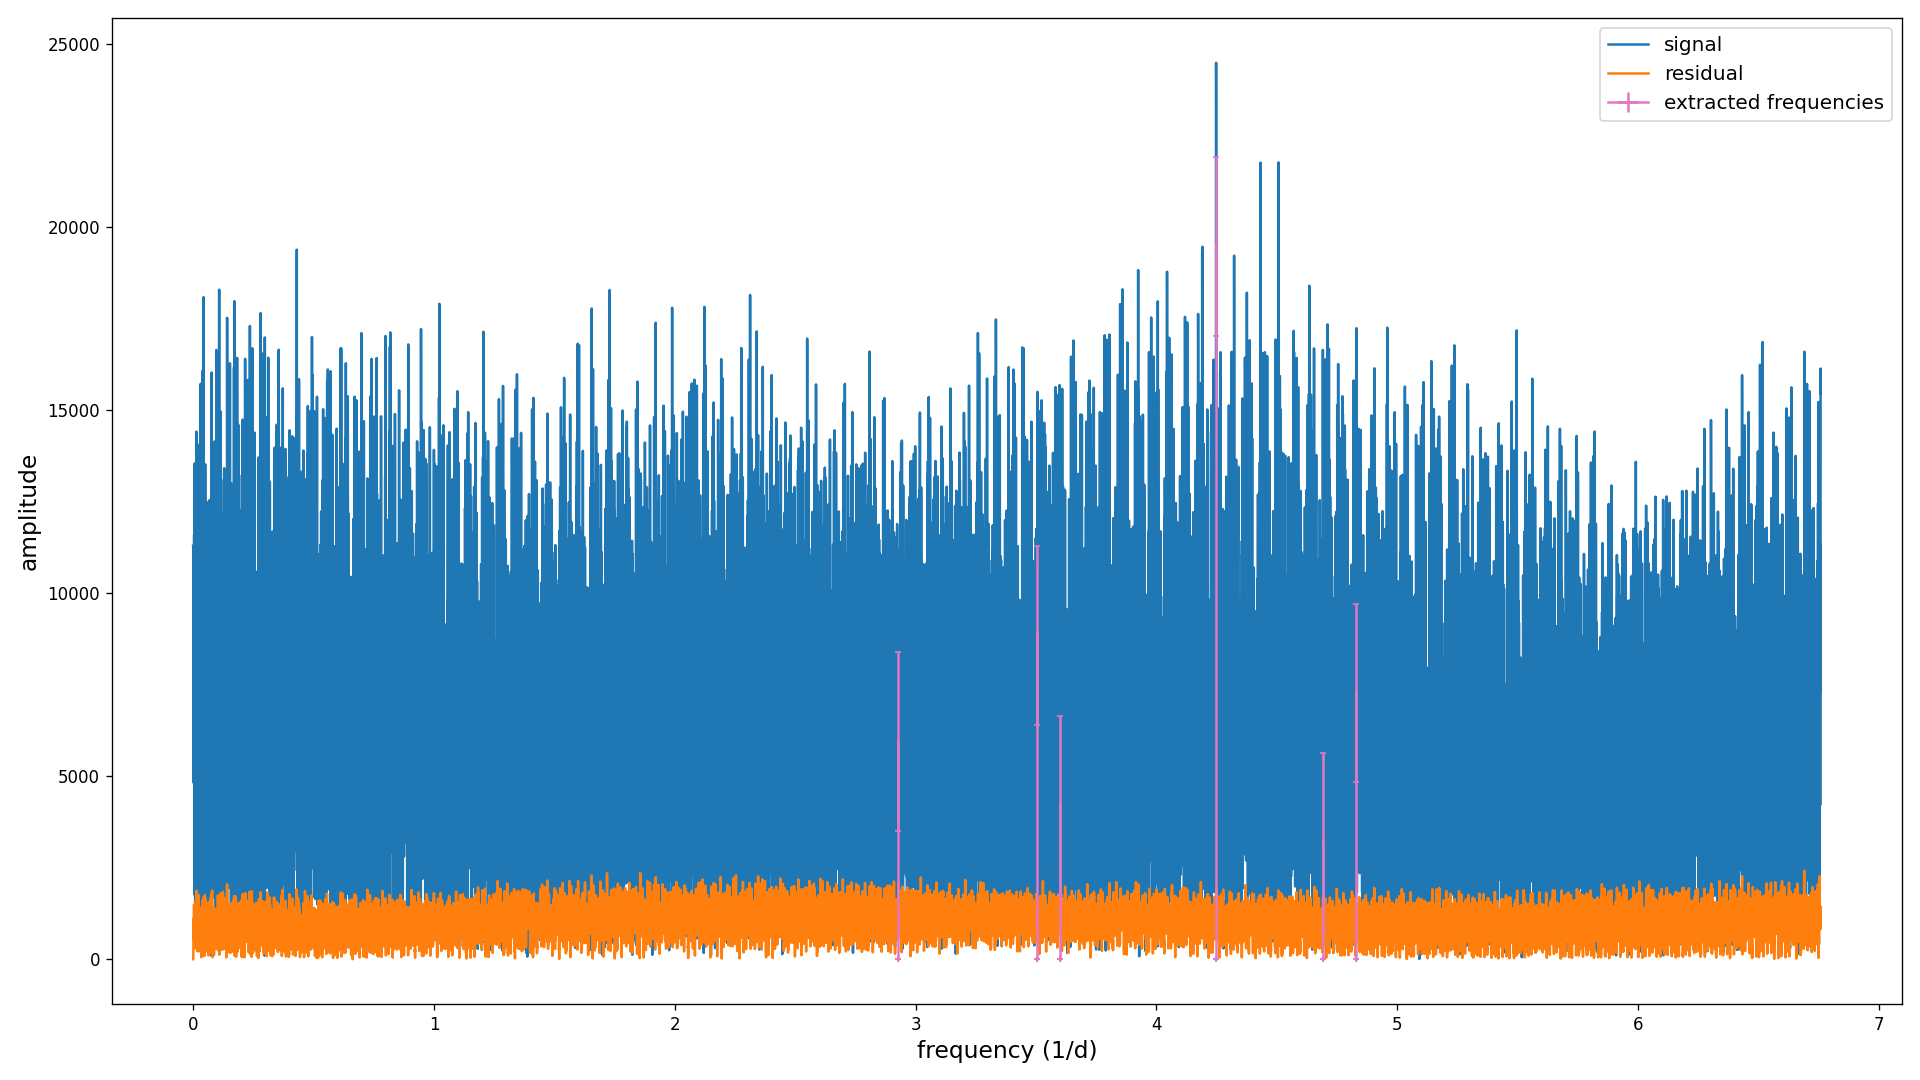 25000
20000
15000
10000
5000
0
amplitude
0 1 2 3 4 5 6 7
frequency (1/d)
signal
residual
extracted frequencies